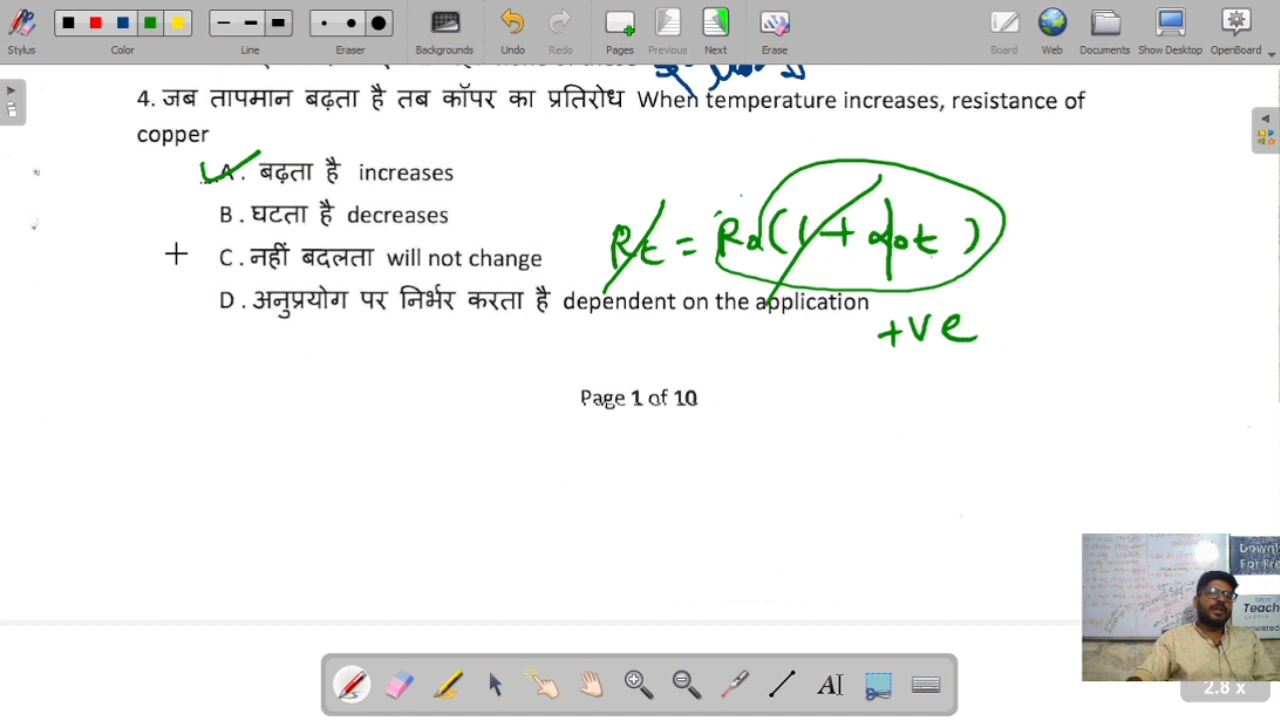 Stylus
Color
Line
Eraser
Backgrounds
Undo
Redo
Pages
Previous
Next
Erase
Board
Web
Documents
Show Desktop
OpenBoard
4. जब तापमान बढ़ता है तब कॉपर का प्रतिरोध When temperature increases, resistance of
copper
A. बढ़ता है increases
B. घटता है decreases
C. नहीं बदलता will not change
D. अनुप्रयोग पर निर्भर करता है dependent on the application
Rt = Ro(1+αot)
+ve
Page 1 of 10
Teach
2.8 x